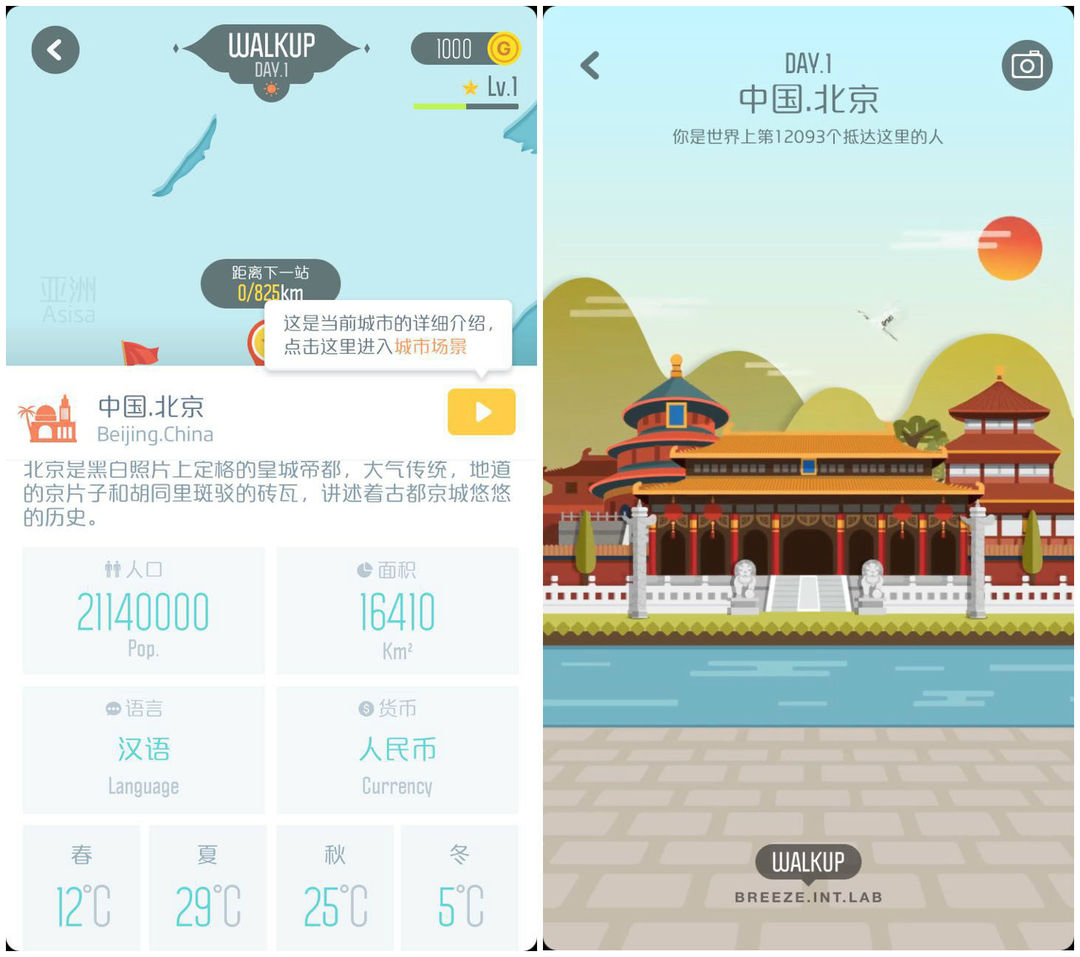 WALKUP
DAY.1
1000
G
Lv.1
亚洲
Asisa
距离下一站
0/825km
这是当前城市的详细介绍，
点击这里进入城市场景
中国.北京
Beijing.China
北京是黑白照片上定格的皇城帝都，大气传统，地道
的京片子和胡同里斑驳的砖瓦，讲述着古都京城悠悠
的历史。
人口
21140000
Pop.
面积
16410
Km²
语言
汉语
Language
$
货币
人民币
Currency
春
12°C
夏
29°C
秋
25°C
冬
5°C
DAY.1
中国.北京
你是世界上第12093个抵达这里的人
WALKUP
BREEZE.INT.LAB